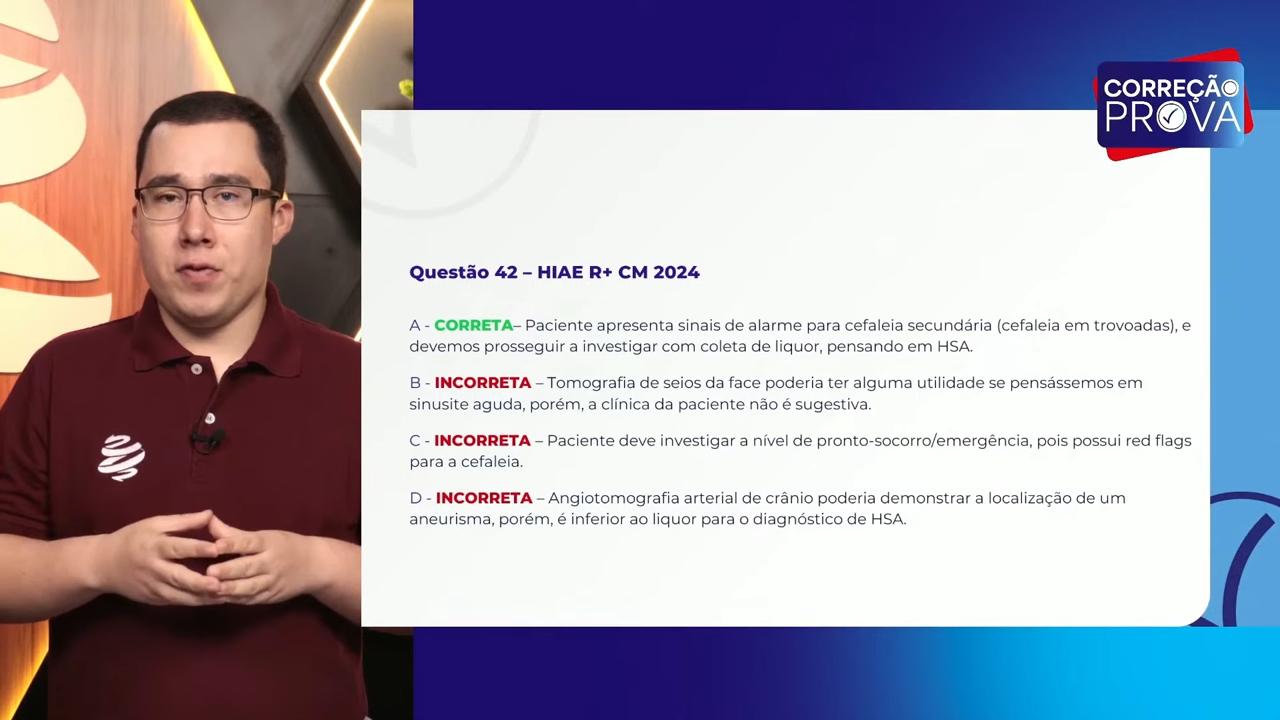 CORREÇÃO
PROVA
Questão 42 – HIAE R+ CM 2024
A - CORRETA– Paciente apresenta sinais de alarme para cefaleia secundária (cefaleia em trovoadas), e
devemos prosseguir a investigar com coleta de liquor, pensando em HSA.
B - INCORRETA – Tomografia de seios da face poderia ter alguma utilidade se pensássemos em
sinusite aguda, porém, a clínica da paciente não é sugestiva.
C - INCORRETA – Paciente deve investigar a nível de pronto-socorro/emergência, pois possui red flags
para a cefaleia.
D - INCORRETA – Angiotomografia arterial de crânio poderia demonstrar a localização de um
aneurisma, porém, é inferior ao liquor para o diagnóstico de HSA.